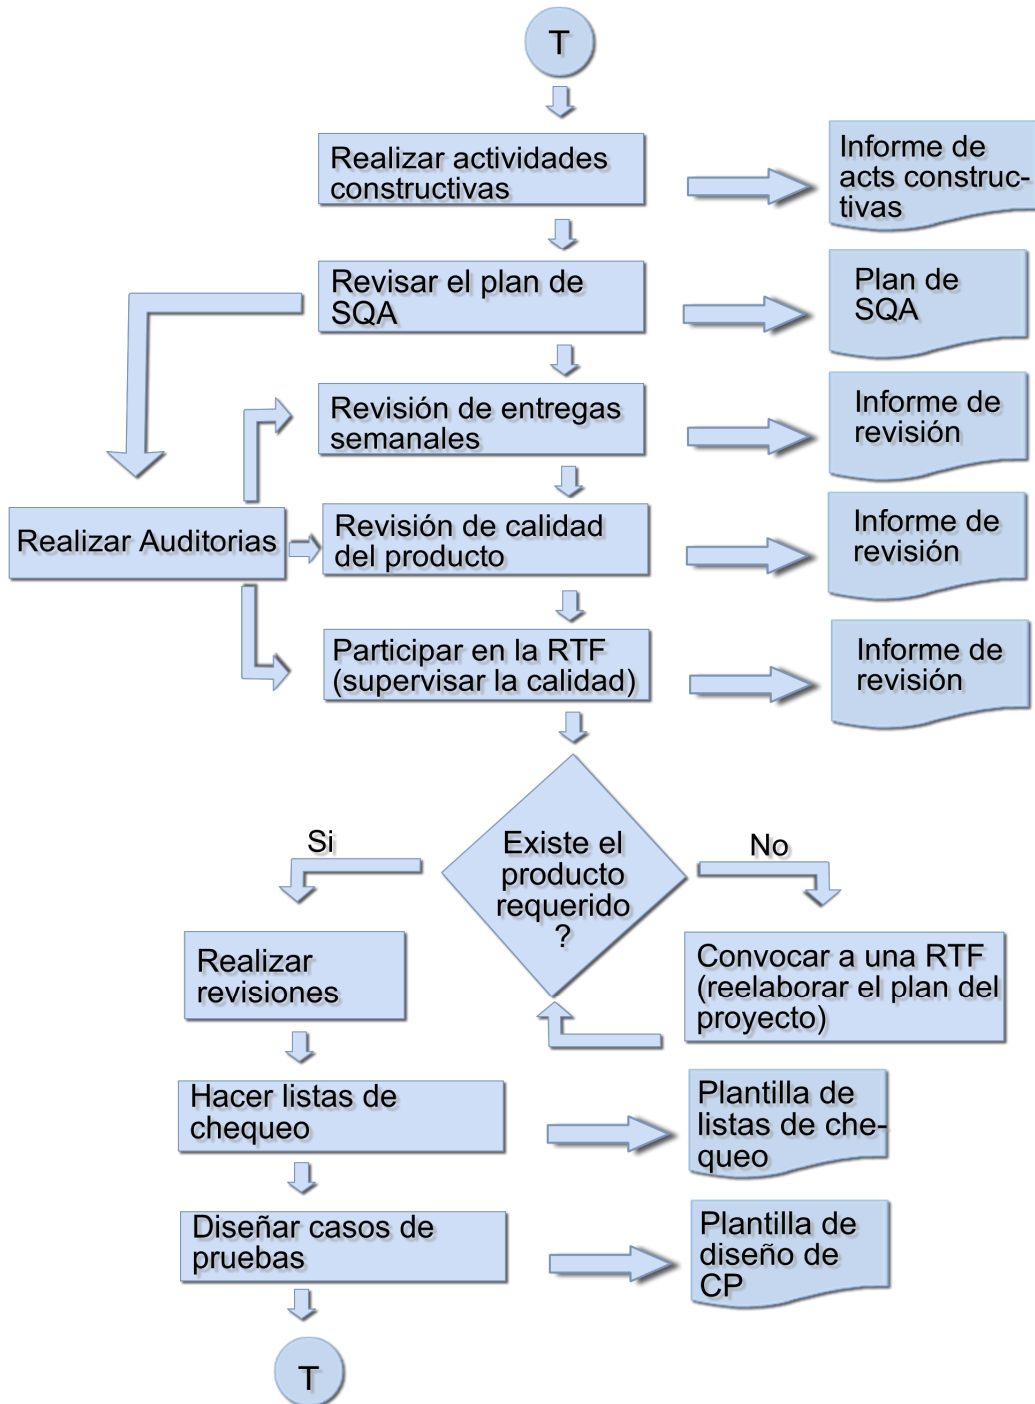 T
Realizar actividades
constructivas
Informe de
acts construc-
tivas
Revisar el plan de
SQA
Plan de
SQA
Revisión de entregas
semanales
Informe de
revisión
Realizar Auditorias
Revisión de calidad
del producto
Informe de
revisión
Participar en la RTF
(supervisar la calidad)
Informe de
revisión
Existe el
producto
requerido
?
Si
No
Realizar
revisiones
Convocar a una RTF
(reelaborar el plan del
proyecto)
Hacer listas de
chequeo
Plantilla de
listas de che-
queo
Diseñar casos de
pruebas
Plantilla de
diseño de
CP
T